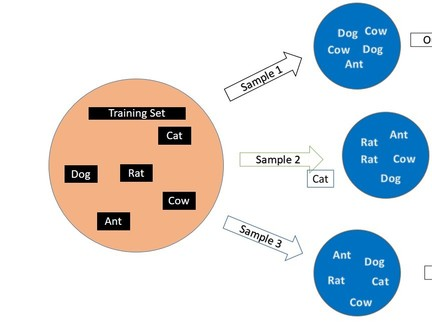 Training Set
Cat
Dog
Rat
Cow
Ant
Sample 1
Dog Cow
Cow Dog
Ant
Sample 2
Cat
Rat Ant
Rat Cow
Dog
Sample 3
Ant Dog
Rat Cat
Cow